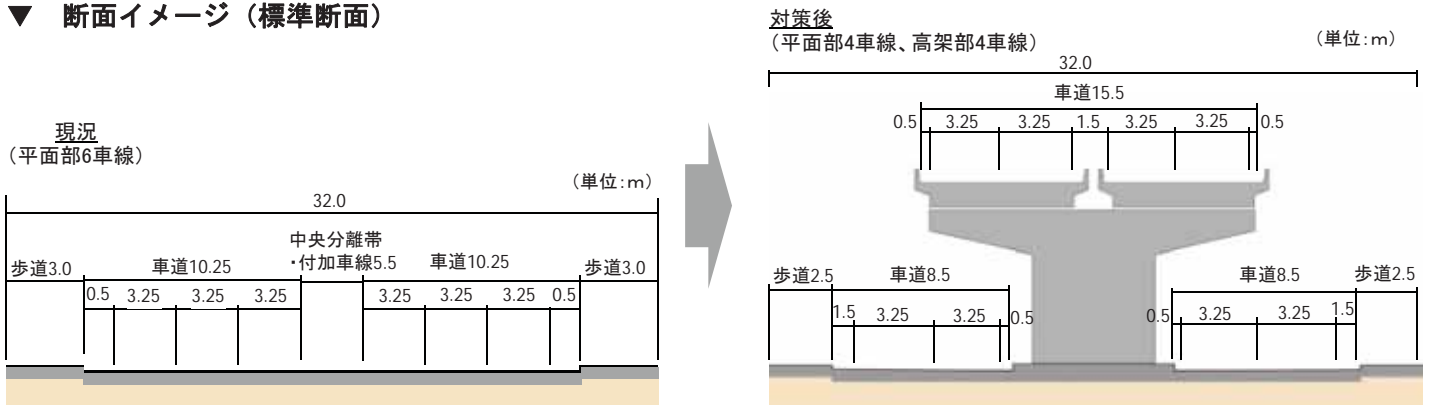 ▼ 断面イメージ（標準断面）
現況
（平面部6車線）
（単位:m）
32.0
歩道3.0
車道10.25
中央分離帯
・付加車線5.5
車道10.25
歩道3.0
0.5 3.25 3.25 3.25 3.25 3.25 3.25 0.5
対策後
（平面部4車線、高架部4車線）
（単位:m）
32.0
車道15.5
0.5 3.25 3.25 1.5 3.25 3.25 0.5
歩道2.5 車道8.5 車道8.5 歩道2.5
1.5 3.25 3.25 0.5 0.5 3.25 3.25 1.5